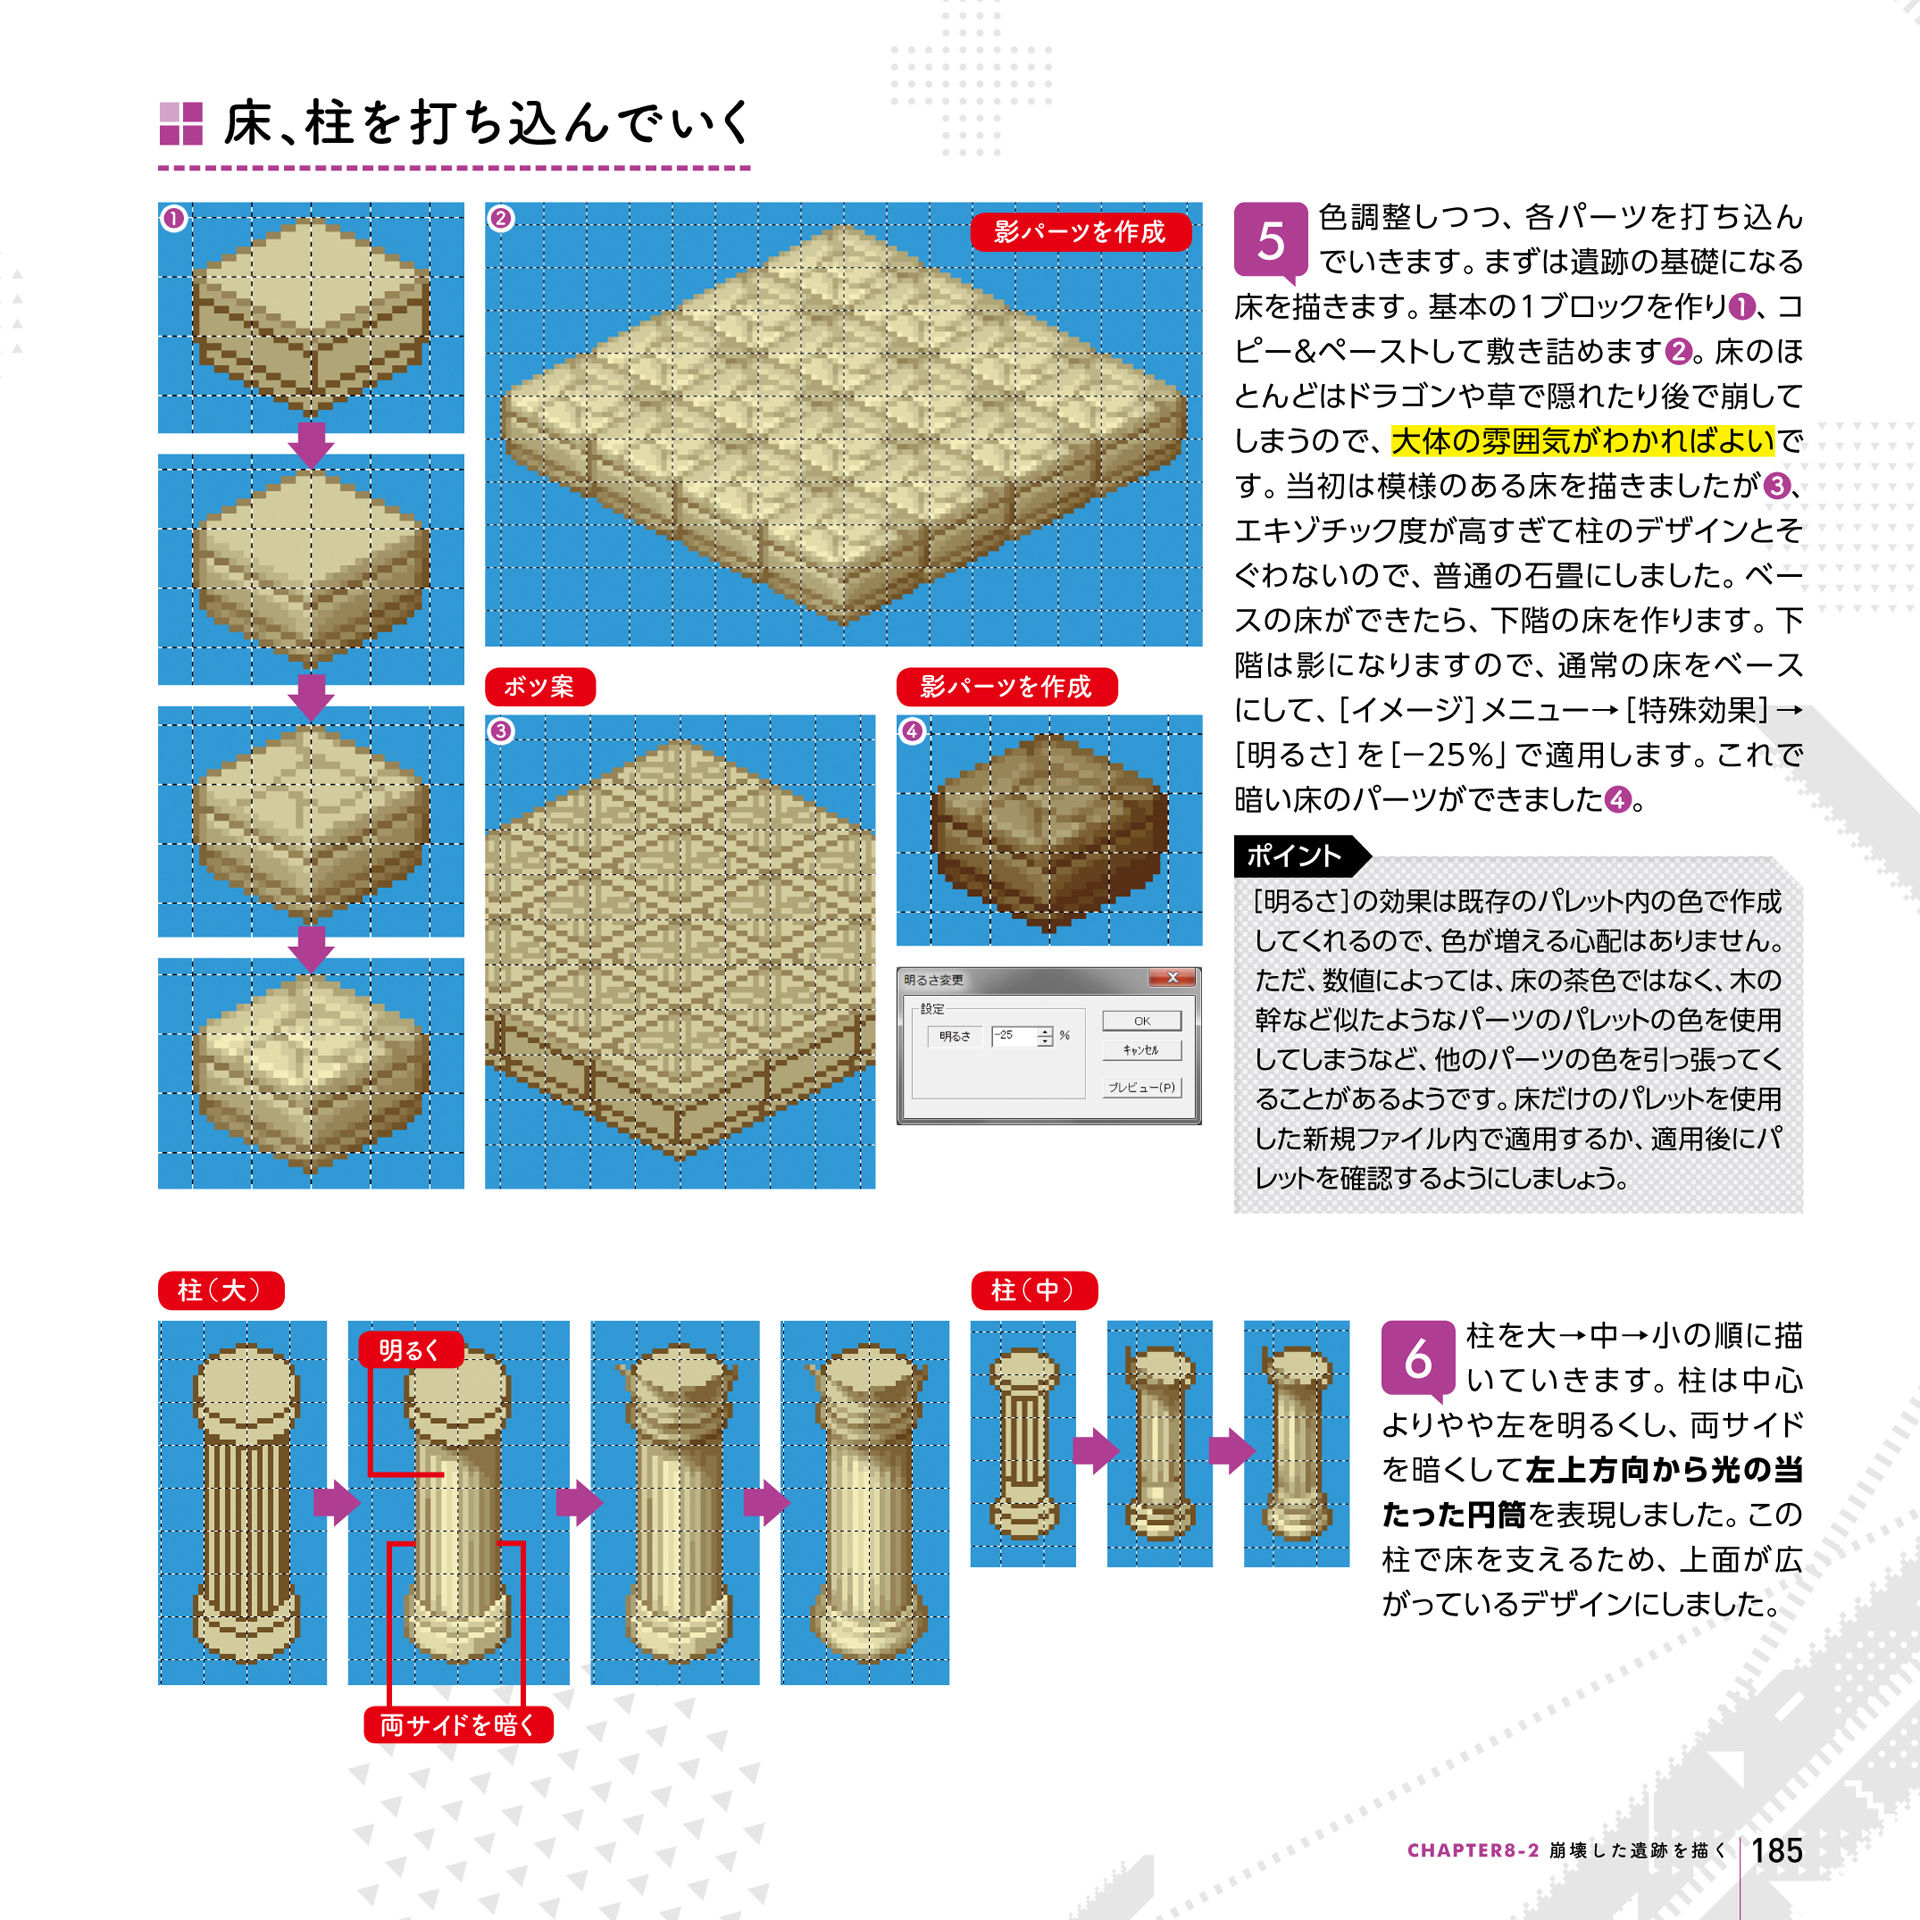 床、柱を打ち込んでいく
1
2
影パーツを作成
ボツ案
3
影パーツを作成
4
明るさ変更
X
設定
明るさ
-25
%
OK
キャンセル
プレビュー(P)
5
色調整しつつ、各パーツを打ち込ん
でいきます。まずは遺跡の基礎になる
床を描きます。基本の1ブロックを作り❶、コ
ピー&ペーストして敷き詰めます❷。床のほ
とんどはドラゴンや草で隠れたり後で崩して
しまうので、大体の雰囲気がわかればよいで
す。当初は模様のある床を描きましたが❸、
エキゾチック度が高すぎて柱のデザインとそ
ぐわないので、普通の石畳にしました。ベー
スの床ができたら、下階の床を作ります。下
階は影になりますので、通常の床をベース
にして、[イメージ]メニュー→[特殊効果]→
[明るさ]を[−25%」で適用します。これで
暗い床のパーツができました❹。
ポイント
[明るさ]の効果は既存のパレット内の色で作成
してくれるので、色が増える心配はありません。
ただ、数値によっては、床の茶色ではなく、木の
幹など似たようなパーツのパレットの色を使用
してしまうなど、他のパーツの色を引っ張ってく
ることがあるようです。床だけのパレットを使用
した新規ファイル内で適用するか、適用後にパ
レットを確認するようにしましょう。
柱（大）
明るく
両サイドを暗く
柱（中）
6
柱を大→中→小の順に描
いていきます。柱は中心
よりやや左を明るくし、両サイド
を暗くして左上方向から光の当
たった円筒を表現しました。この
柱で床を支えるため、上面が広
がっているデザインにしました。
CHAPTER8-2 崩壊した遺跡を描く 185